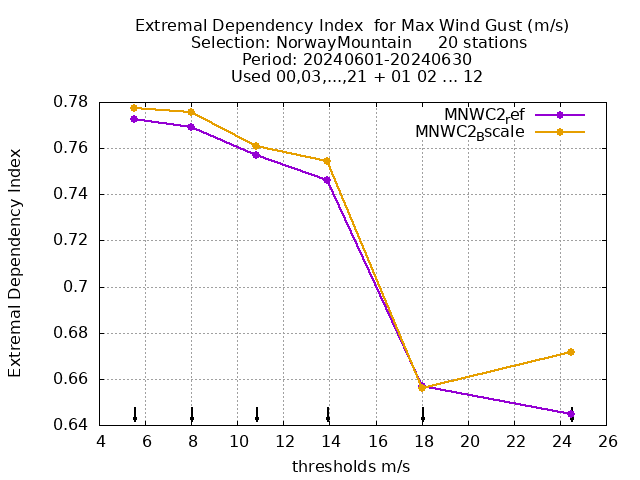 Extremal Dependency Index  for Max Wind Gust (m/s)
Selection: NorwayMountain     20 stations
Period: 20240601-20240630
Used 00,03,...,21 + 01 02 ... 12
MNWC2ref
MNWC2Bscale
Extremal Dependency Index
0.78
0.76
0.74
0.72
0.7
0.68
0.66
0.64
4 6 8 10 12 14 16 18 20 22 24 26
thresholds m/s